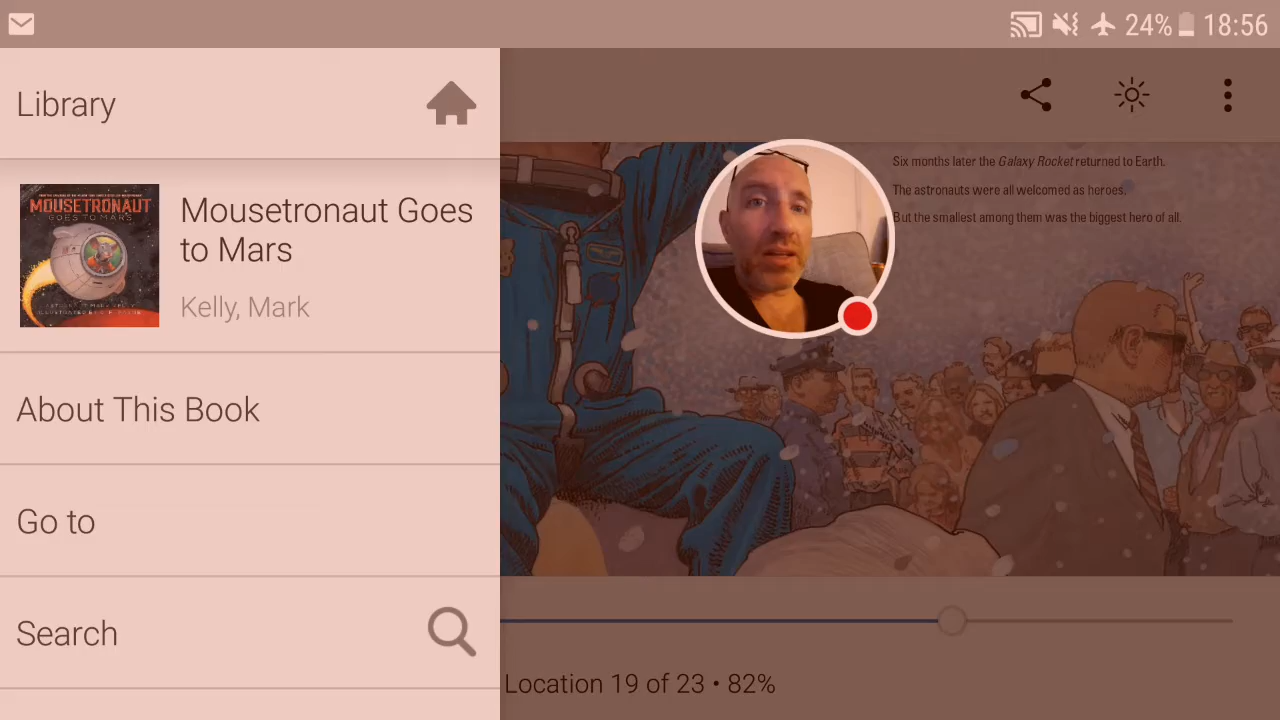 24% 18:56
Library
MOUSETRONAUT
GOES TO MARS
Mousetronaut Goes
to Mars
Kelly, Mark
About This Book
Go to
Search
Six months later the Galaxy Rocket returned to Earth.
The astronauts were all welcomed as heroes.
But the smallest among them was the biggest hero of all.
Location 19 of 23 • 82%